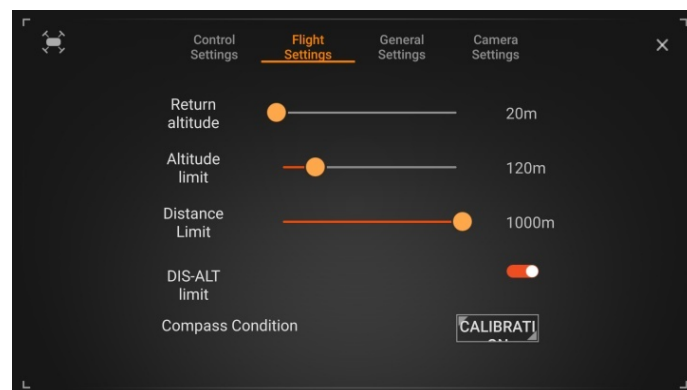 Control Settings
Flight Settings
General Settings
Camera Settings
Return altitude
20m
Altitude limit
120m
Distance Limit
1000m
DIS-ALT limit
Compass Condition
CALIBRATI